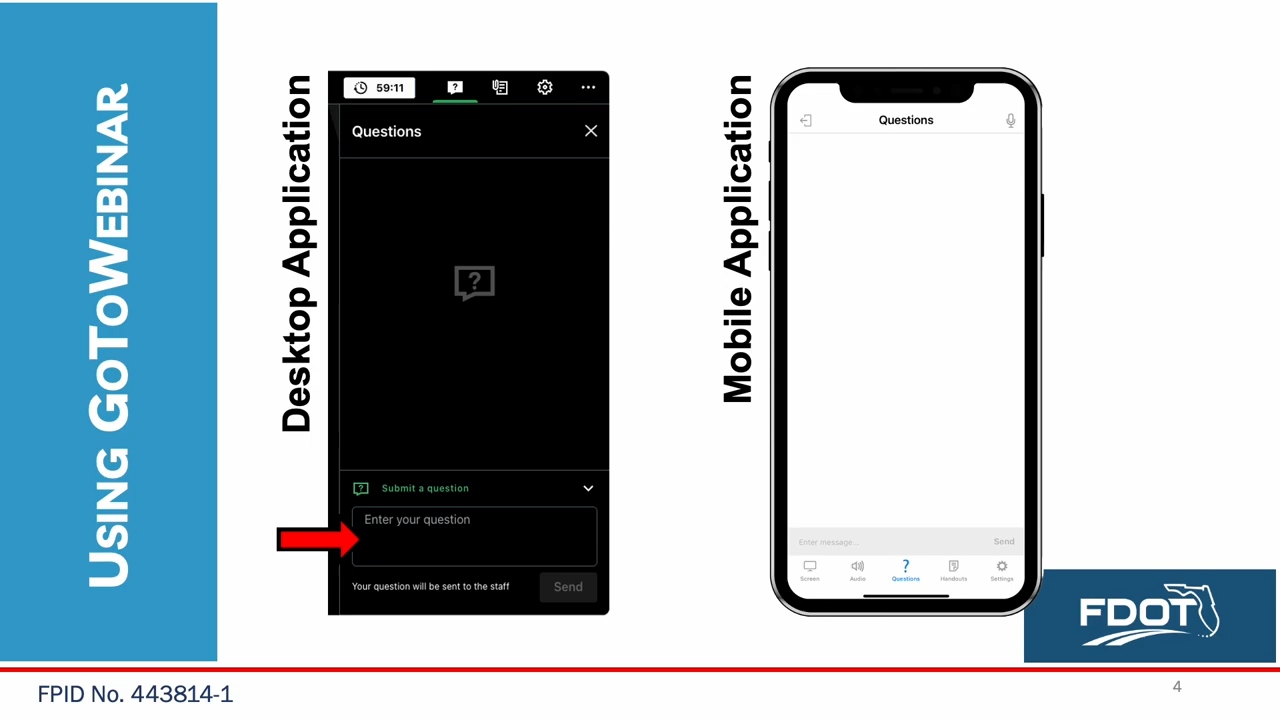 USING GOTOWEBINAR
Desktop Application
59:11
Questions
Submit a question
Enter your question
Your question will be sent to the staff
Send
Mobile Application
Questions
Enter message...
Send
Screen
Audio
Questions
Handouts
Settings
FDOT
FPID No. 443814-1
4